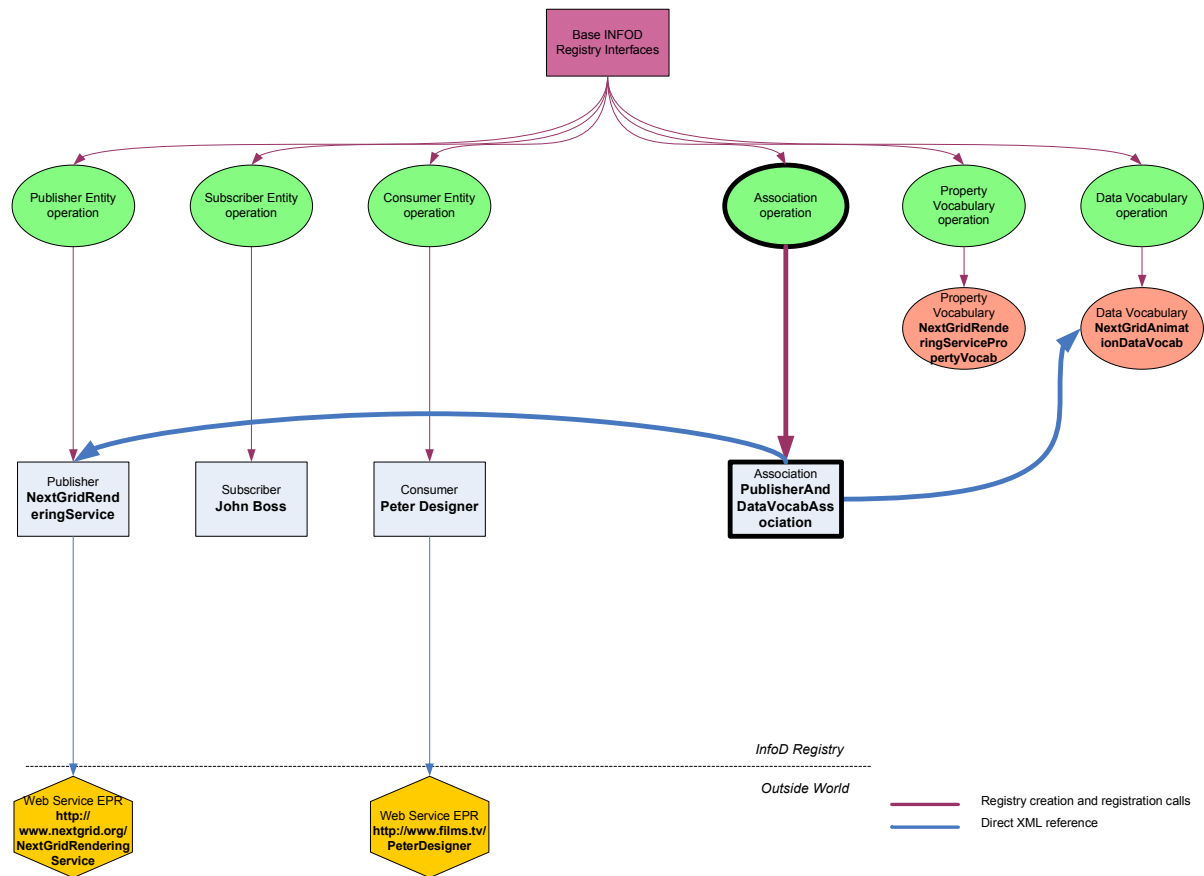 Base INFOD
Registry Interfaces
Publisher Entity
operation
Subscriber Entity
operation
Consumer Entity
operation
Association
operation
Property
Vocabulary
operation
Data Vocabulary
operation
Property
Vocabulary
NextGridRende
ringServicePro
pertyVocab
Data Vocabulary
NextGridAnimat
ionDataVocab
Publisher
NextGridRend
eringService
Subscriber
John Boss
Consumer
Peter Designer
Association
PublisherAnd
DataVocabAss
ociation
InfoD Registry
Outside World
Web Service EPR
http://
www.nextgrid.org/
NextGridRendering
Service
Web Service EPR
http://www.films.tv/
PeterDesigner
Registry creation and registration calls
Direct XML reference